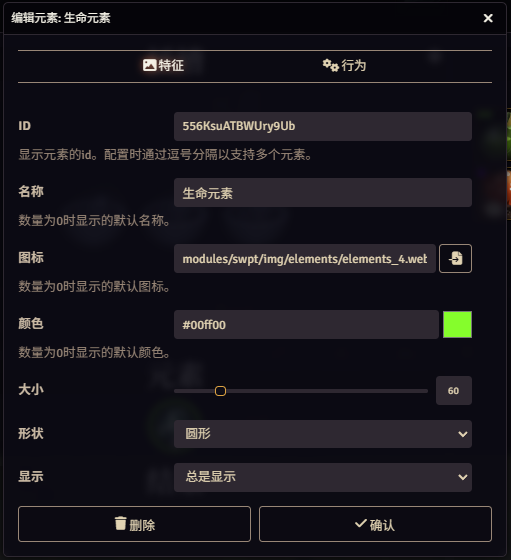 编辑元素: 生命元素
特征 行为
ID 556KsuATBWUry9Ub
显示元素的id。配置时通过逗号分隔以支持多个元素。
名称 生命元素
数量为0时显示的默认名称。
图标 modules/swpt/img/elements/elements_4.web
数量为0时显示的默认图标。
颜色 #00ff00
数量为0时显示的默认颜色。
大小 60
形状 圆形
显示 总是显示
删除 确认